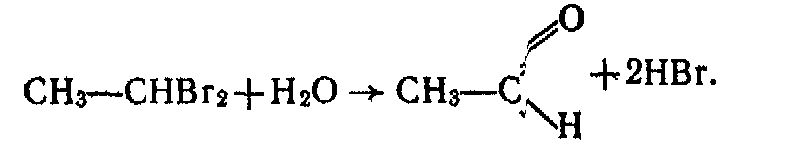 O
CH₃—CHBr₂+H₂O → CH₃—C +2HBr.
H